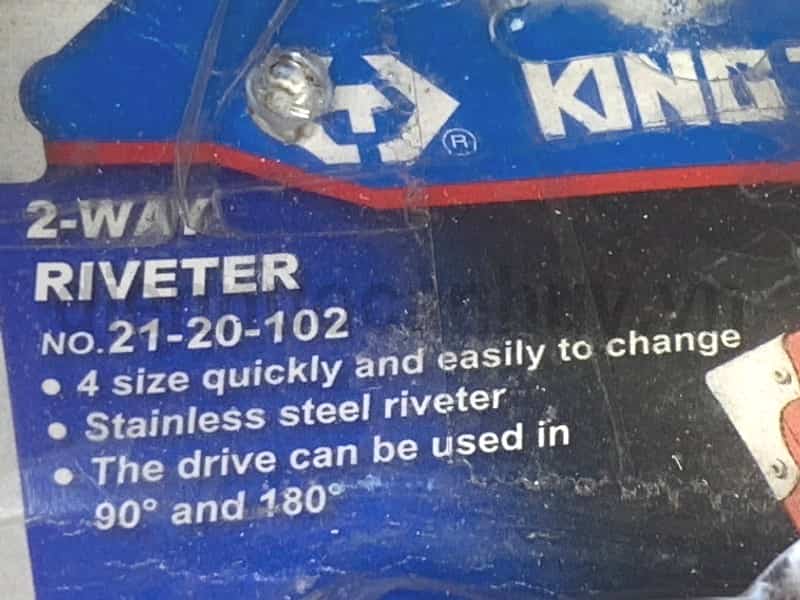 ®
KING
2-WAY
RIVETER
NO.21-20-102
• 4 size quickly and easily to change
• Stainless steel riveter
• The drive can be used in
90° and 180°